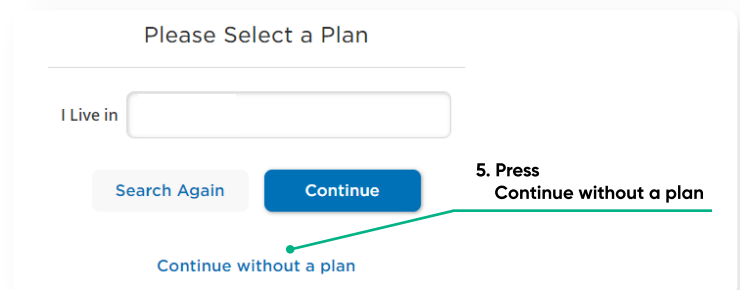 Please Select a Plan
I Live in
Search Again
Continue
5. Press
Continue without a plan
Continue without a plan